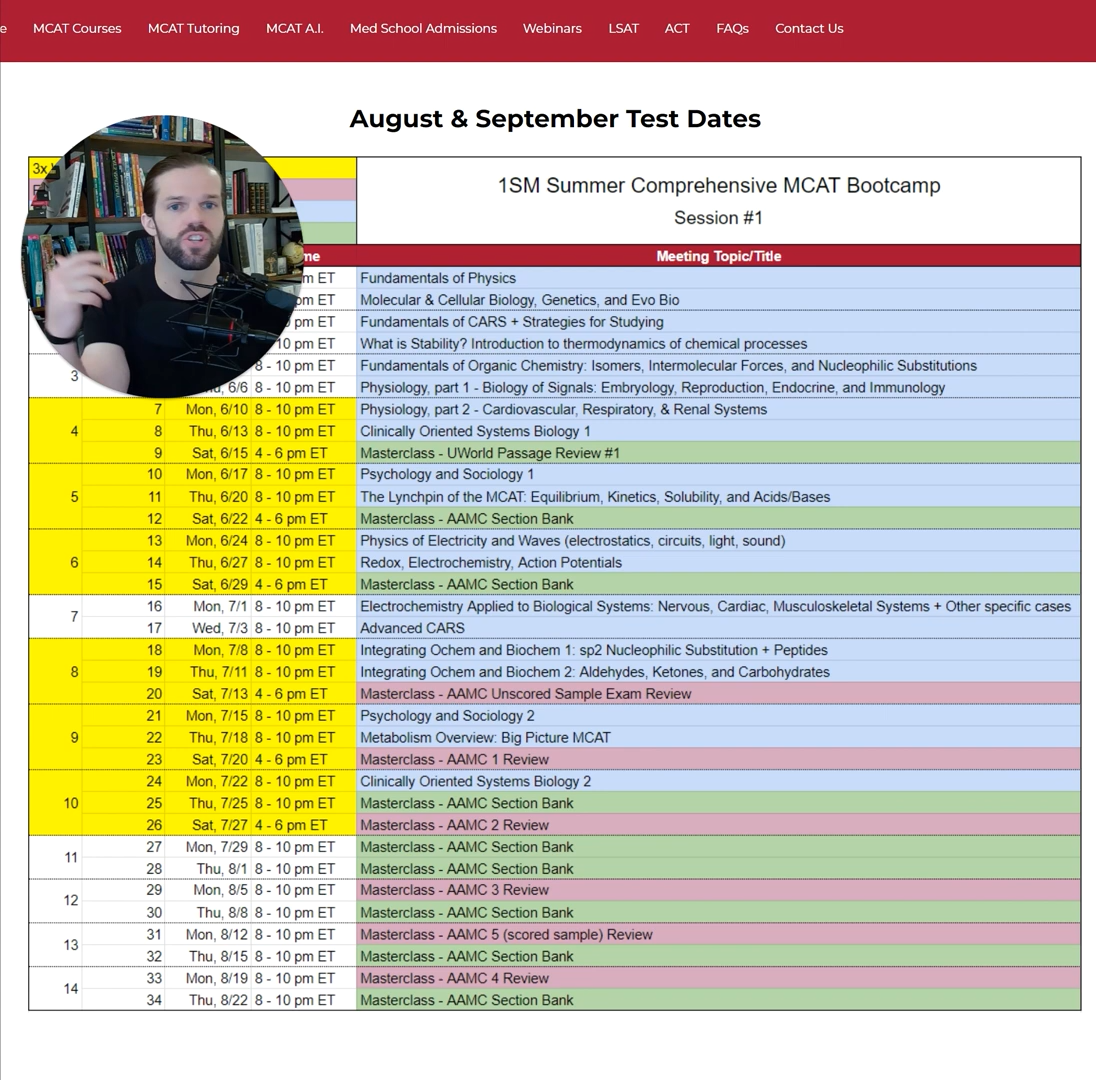 e MCAT Courses MCAT Tutoring MCAT A.I. Med School Admissions Webinars LSAT ACT FAQs Contact Us
August & September Test Dates
3x
1SM Summer Comprehensive MCAT Bootcamp
Session #1
me Meeting Topic/Title
m ET Fundamentals of Physics
pm ET Molecular & Cellular Biology, Genetics, and Evo Bio
pm ET Fundamentals of CARS + Strategies for Studying
10 pm ET What is Stability? Introduction to thermodynamics of chemical processes
3 8 - 10 pm ET Fundamentals of Organic Chemistry: Isomers, Intermolecular Forces, and Nucleophilic Substitutions
6/6 8 - 10 pm ET Physiology, part 1 - Biology of Signals: Embryology, Reproduction, Endocrine, and Immunology
7 Mon, 6/10 8 - 10 pm ET Physiology, part 2 - Cardiovascular, Respiratory, & Renal Systems
4 8 Thu, 6/13 8 - 10 pm ET Clinically Oriented Systems Biology 1
9 Sat, 6/15 4 - 6 pm ET Masterclass - UWorld Passage Review #1
10 Mon, 6/17 8 - 10 pm ET Psychology and Sociology 1
5 11 Thu, 6/20 8 - 10 pm ET The Lynchpin of the MCAT: Equilibrium, Kinetics, Solubility, and Acids/Bases
12 Sat, 6/22 4 - 6 pm ET Masterclass - AAMC Section Bank
13 Mon, 6/24 8 - 10 pm ET Physics of Electricity and Waves (electrostatics, circuits, light, sound)
6 14 Thu, 6/27 8 - 10 pm ET Redox, Electrochemistry, Action Potentials
15 Sat, 6/29 4 - 6 pm ET Masterclass - AAMC Section Bank
7 16 Mon, 7/1 8 - 10 pm ET Electrochemistry Applied to Biological Systems: Nervous, Cardiac, Musculoskeletal Systems + Other specific cases
17 Wed, 7/3 8 - 10 pm ET Advanced CARS
18 Mon, 7/8 8 - 10 pm ET Integrating Ochem and Biochem 1: sp2 Nucleophilic Substitution + Peptides
8 19 Thu, 7/11 8 - 10 pm ET Integrating Ochem and Biochem 2: Aldehydes, Ketones, and Carbohydrates
20 Sat, 7/13 4 - 6 pm ET Masterclass - AAMC Unscored Sample Exam Review
21 Mon, 7/15 8 - 10 pm ET Psychology and Sociology 2
9 22 Thu, 7/18 8 - 10 pm ET Metabolism Overview: Big Picture MCAT
23 Sat, 7/20 4 - 6 pm ET Masterclass - AAMC 1 Review
24 Mon, 7/22 8 - 10 pm ET Clinically Oriented Systems Biology 2
10 25 Thu, 7/25 8 - 10 pm ET Masterclass - AAMC Section Bank
26 Sat, 7/27 4 - 6 pm ET Masterclass - AAMC 2 Review
11 27 Mon, 7/29 8 - 10 pm ET Masterclass - AAMC Section Bank
28 Thu, 8/1 8 - 10 pm ET Masterclass - AAMC Section Bank
12 29 Mon, 8/5 8 - 10 pm ET Masterclass - AAMC 3 Review
30 Thu, 8/8 8 - 10 pm ET Masterclass - AAMC Section Bank
13 31 Mon, 8/12 8 - 10 pm ET Masterclass - AAMC 5 (scored sample) Review
32 Thu, 8/15 8 - 10 pm ET Masterclass - AAMC Section Bank
14 33 Mon, 8/19 8 - 10 pm ET Masterclass - AAMC 4 Review
34 Thu, 8/22 8 - 10 pm ET Masterclass - AAMC Section Bank